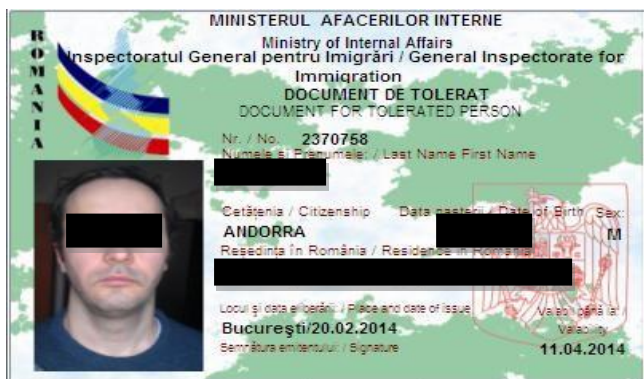 ROMANIA
MINISTERUL AFACERILOR INTERNE
Ministry of Internal Affairs
Inspectoratul General pentru Imigrări / General Inspectorate for
Immigration
DOCUMENT DE TOLERAT
DOCUMENT FOR TOLERATED PERSON
Nr. / No. 2370758
Numele și Prenumele: / Last Name First Name
Cetățenia / Citizenship Data nașterii / Date of Birth Sex:
ANDORRA M
Reședința în România / Residence in Romania
Locul și data eliberării: / Place and date of issue Valabil până la: /
București/20.02.2014 Validity
Semnătura emitentului: / Signature 11.04.2014